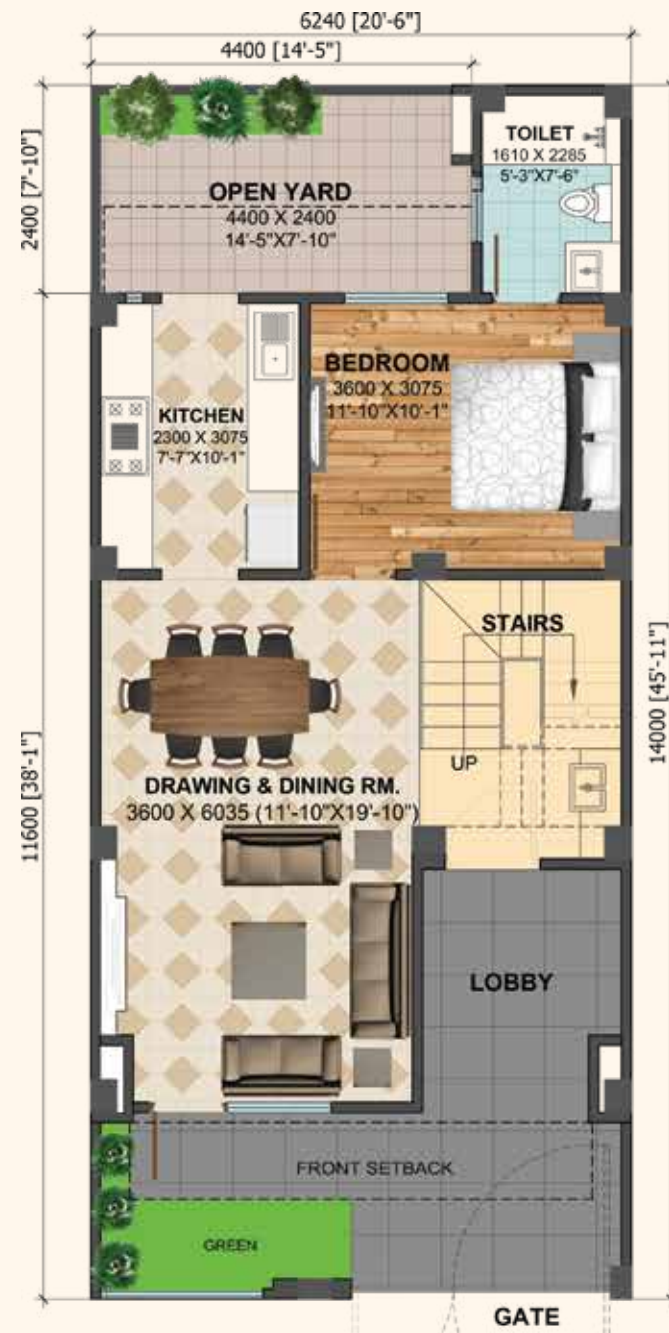 6240 [20'-6"]
4400 [14'-5"]
2400 [7'-10"]
TOILET
1610 X 2285
5'-3"X7'-6"
OPEN YARD
4400 X 2400
14'-5"X7'-10"
BEDROOM
3600 X 3075
11'-10"X10'-1"
KITCHEN
2300 X 3075
7'-7"X10'-1"
STAIRS
UP
14000 [45'-11"]
11600 [38'-1"]
DRAWING & DINING RM.
3600 X 6035 (11'-10"X19'-10")
LOBBY
FRONT SETBACK
GREEN
GATE